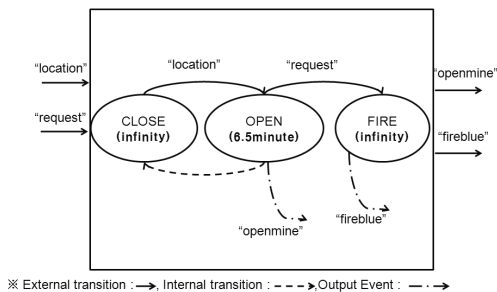 “location”
“request”
“location”
“request”
CLOSE
(infinity)
OPEN
(6.5minute)
FIRE
(infinity)
“openmine”
“fireblue”
“openmine”
“fireblue”
※ External transition : , Internal transition : ,Output Event :